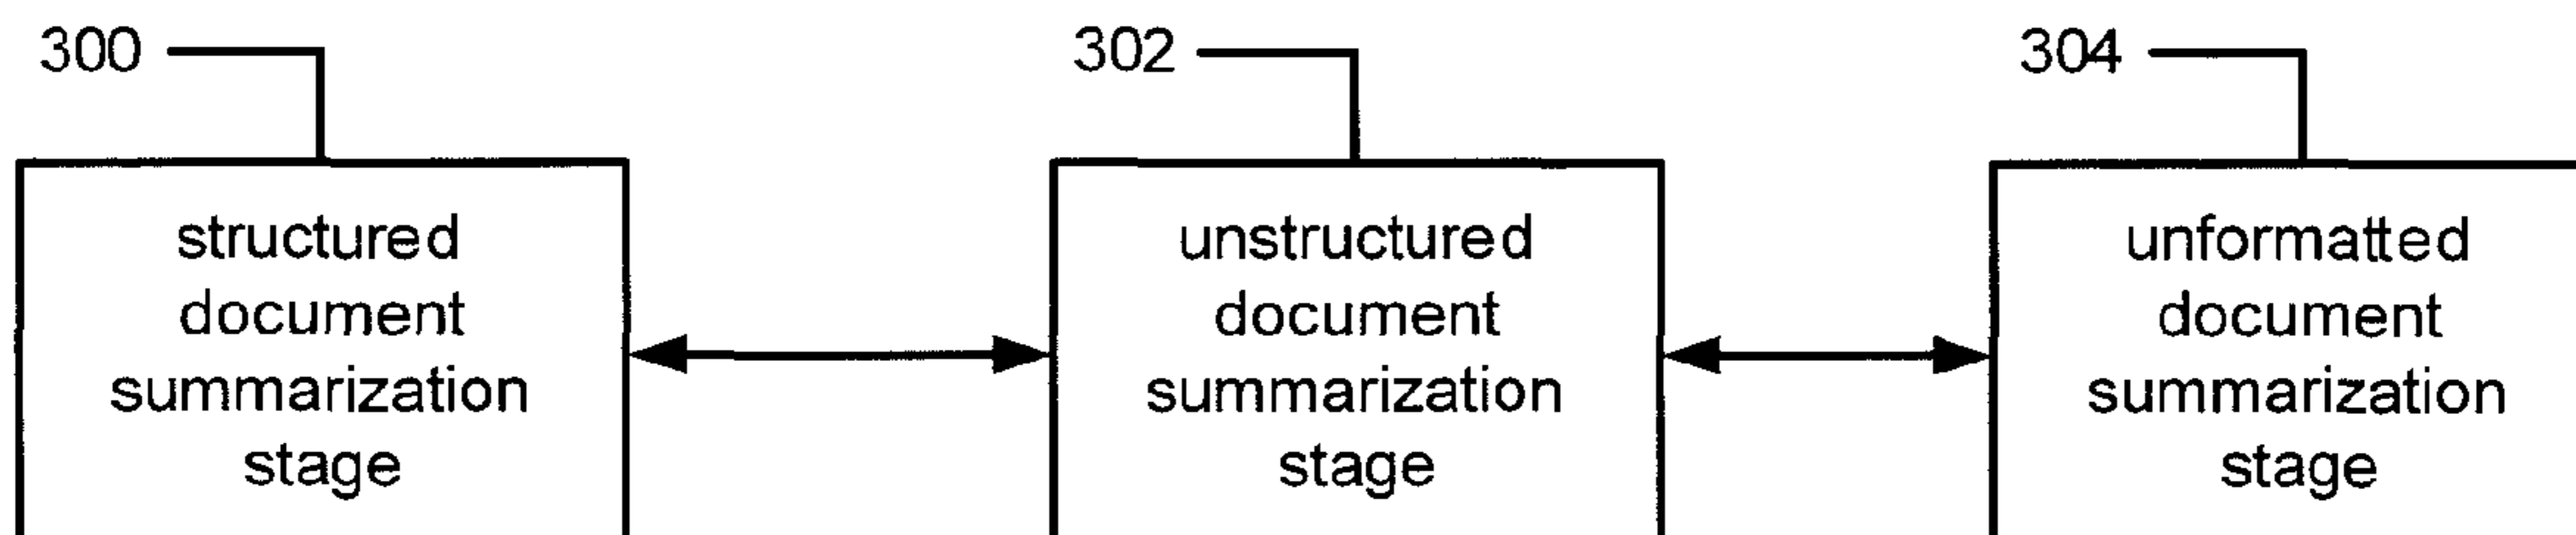 300
302
304
structured
document
summarization
stage
unstructured
document
summarization
stage
unformatted
document
summarization
stage